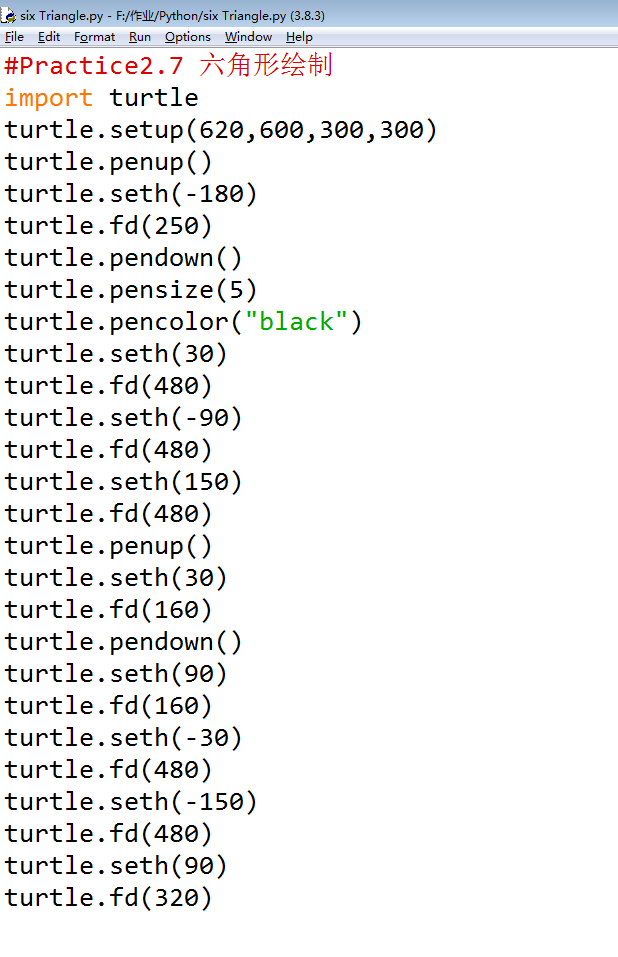 six Triangle.py - F:/作业/Python/six Triangle.py (3.8.3)
File Edit Format Run Options Window Help
#Practice2.7 六角形绘制
import turtle
turtle.setup(620,600,300,300)
turtle.penup()
turtle.seth(-180)
turtle.fd(250)
turtle.pendown()
turtle.pensize(5)
turtle.pencolor("black")
turtle.seth(30)
turtle.fd(480)
turtle.seth(-90)
turtle.fd(480)
turtle.seth(150)
turtle.fd(480)
turtle.penup()
turtle.seth(30)
turtle.fd(160)
turtle.pendown()
turtle.seth(90)
turtle.fd(160)
turtle.seth(-30)
turtle.fd(480)
turtle.seth(-150)
turtle.fd(480)
turtle.seth(90)
turtle.fd(320)